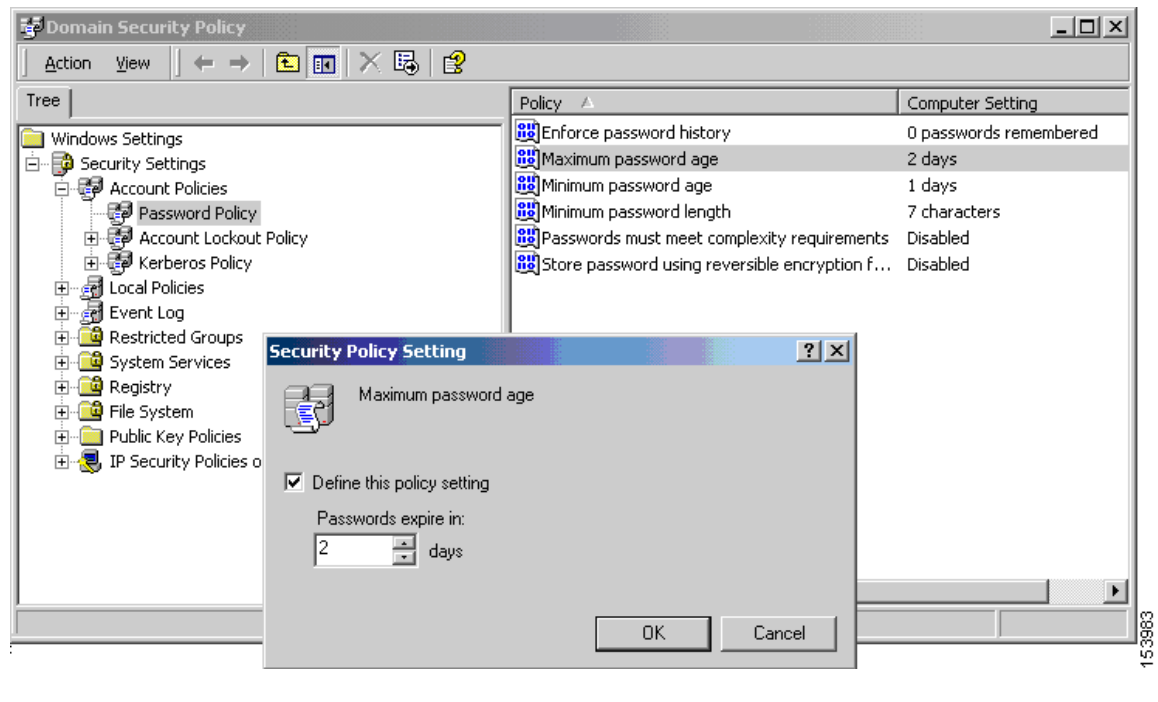 Domain Security Policy
Action View
Tree
Policy Computer Setting
Windows Settings
Security Settings
Account Policies
Password Policy
Account Lockout Policy
Kerberos Policy
Local Policies
Event Log
Restricted Groups
System Services
Registry
File System
Public Key Policies
IP Security Policies o
Enforce password history 0 passwords remembered
Maximum password age 2 days
Minimum password age 1 days
Minimum password length 7 characters
Passwords must meet complexity requirements Disabled
Store password using reversible encryption f... Disabled
Security Policy Setting
Maximum password age
Define this policy setting
Passwords expire in:
2 days
OK Cancel
153983